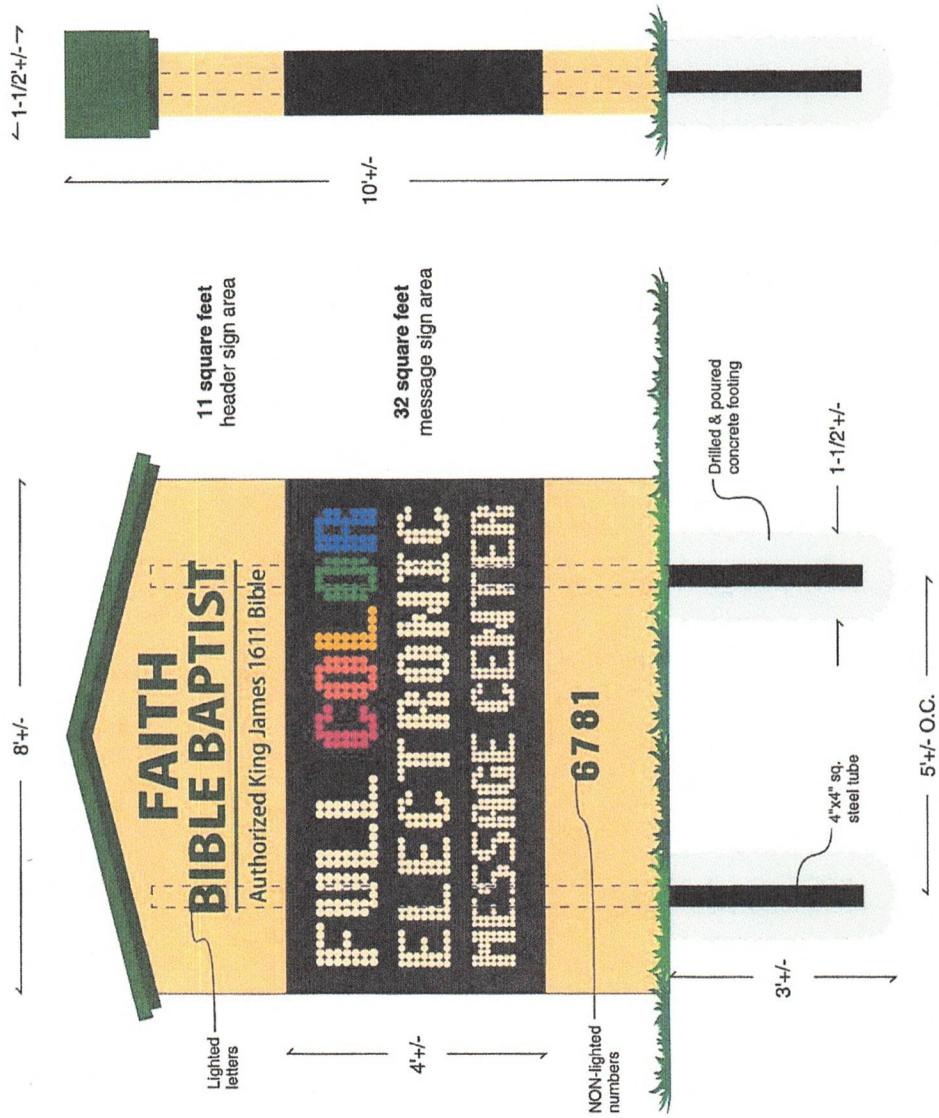 8'+/-
FAITH
BIBLE BAPTIST
Authorized King James 1611 Bible
FULL COLOR
ELECTRONIC
MESSAGE CENTER
6781
Lighted
letters
4'+/-
NON-lighted
numbers
11 square feet
header sign area
32 square feet
message sign area
Drilled & poured
concrete footing
1-1/2'+/-
4"x4" sq.
steel tube
3'+/-
5'+/- O.C.
1-1/2'+/-
10'+/-